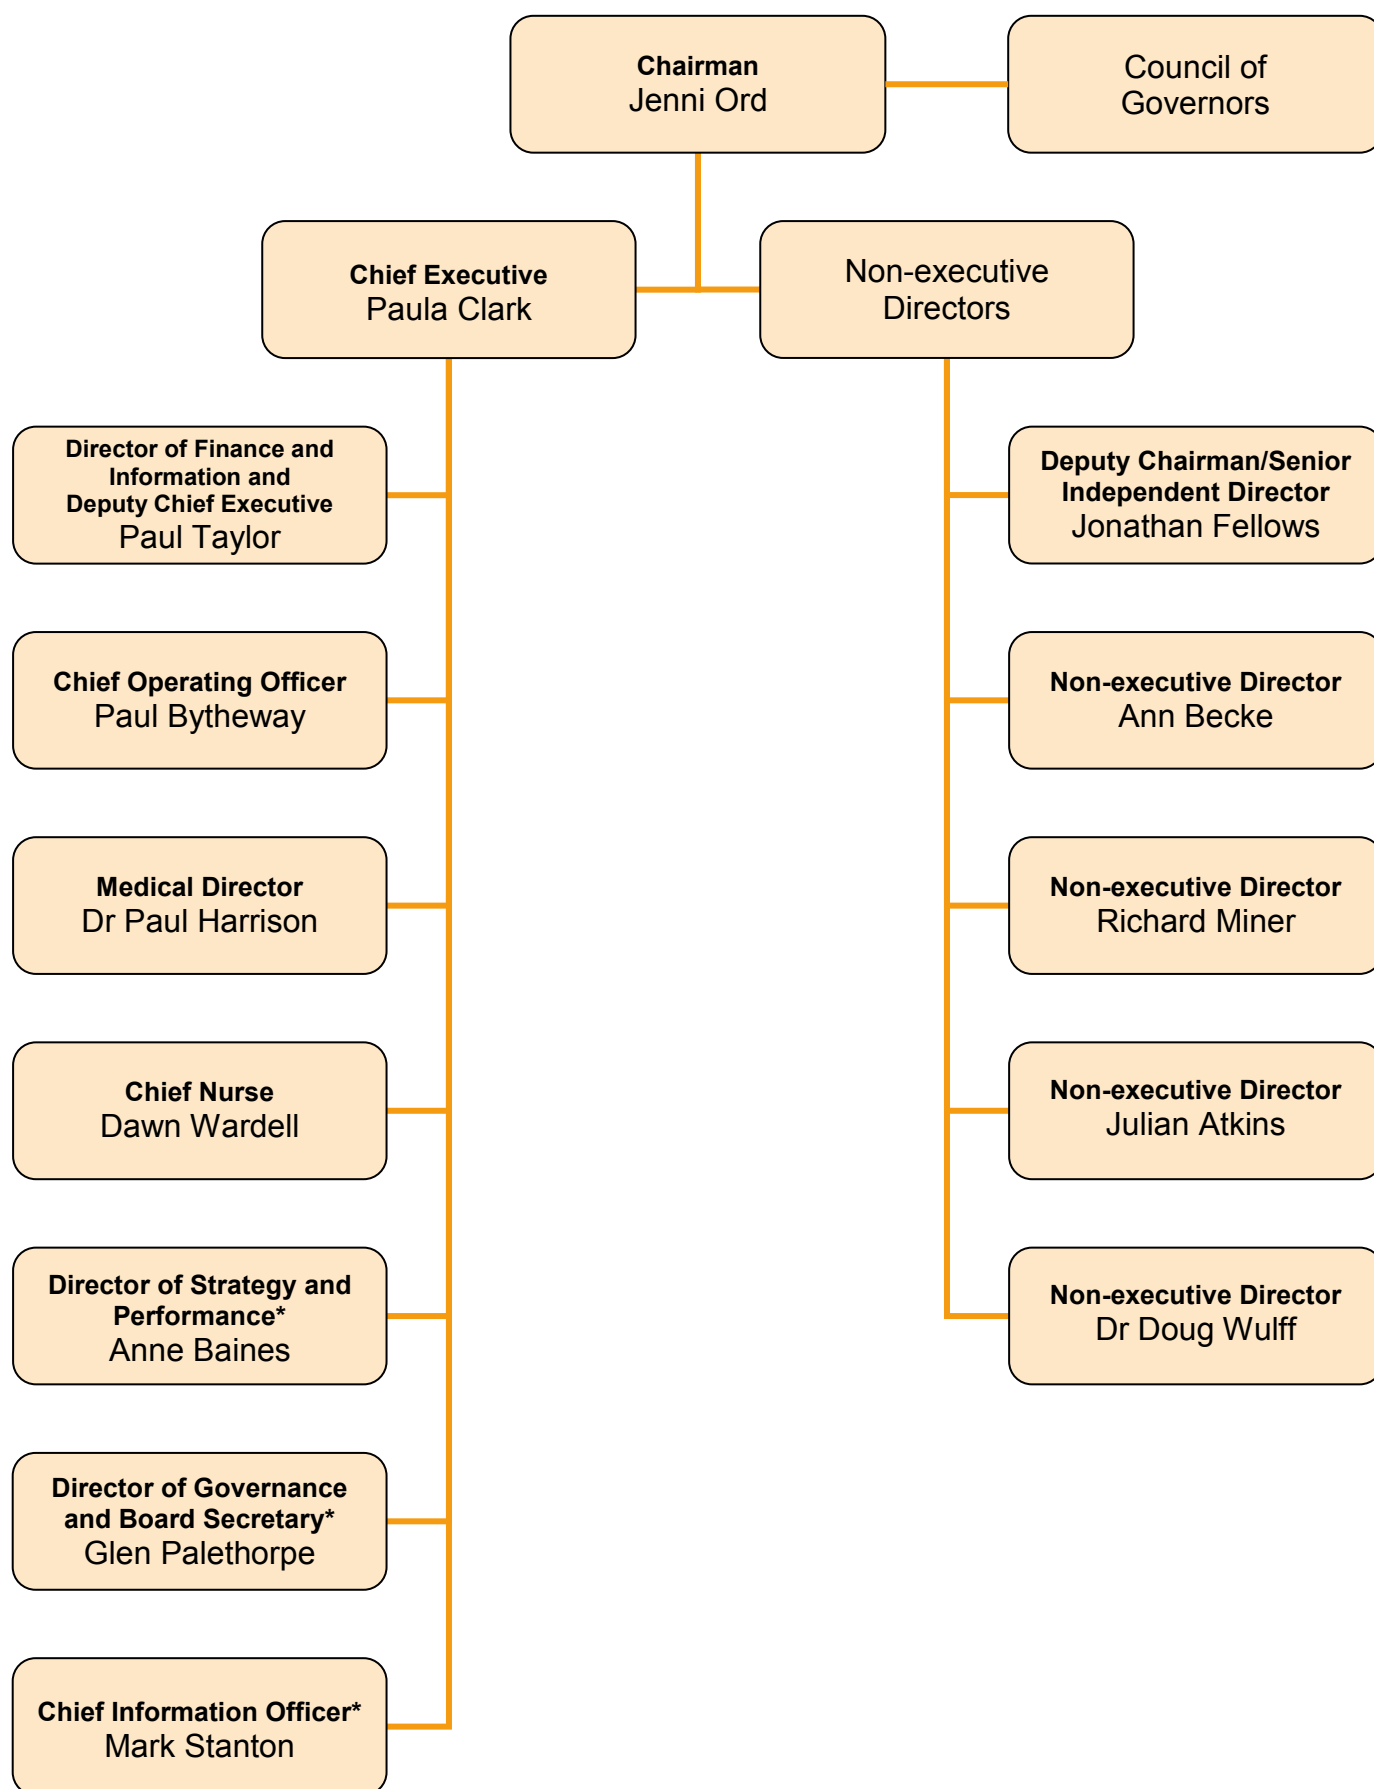 Chairman
Jenni Ord
Council of
Governors
Chief Executive
Paula Clark
Non-executive
Directors
Director of Finance and
Information and
Deputy Chief Executive
Paul Taylor
Deputy Chairman/Senior
Independent Director
Jonathan Fellows
Chief Operating Officer
Paul Bytheway
Non-executive Director
Ann Becke
Medical Director
Dr Paul Harrison
Non-executive Director
Richard Miner
Chief Nurse
Dawn Wardell
Non-executive Director
Julian Atkins
Director of Strategy and
Performance*
Anne Baines
Non-executive Director
Dr Doug Wulff
Director of Governance
and Board Secretary*
Glen Palethorpe
Chief Information Officer*
Mark Stanton